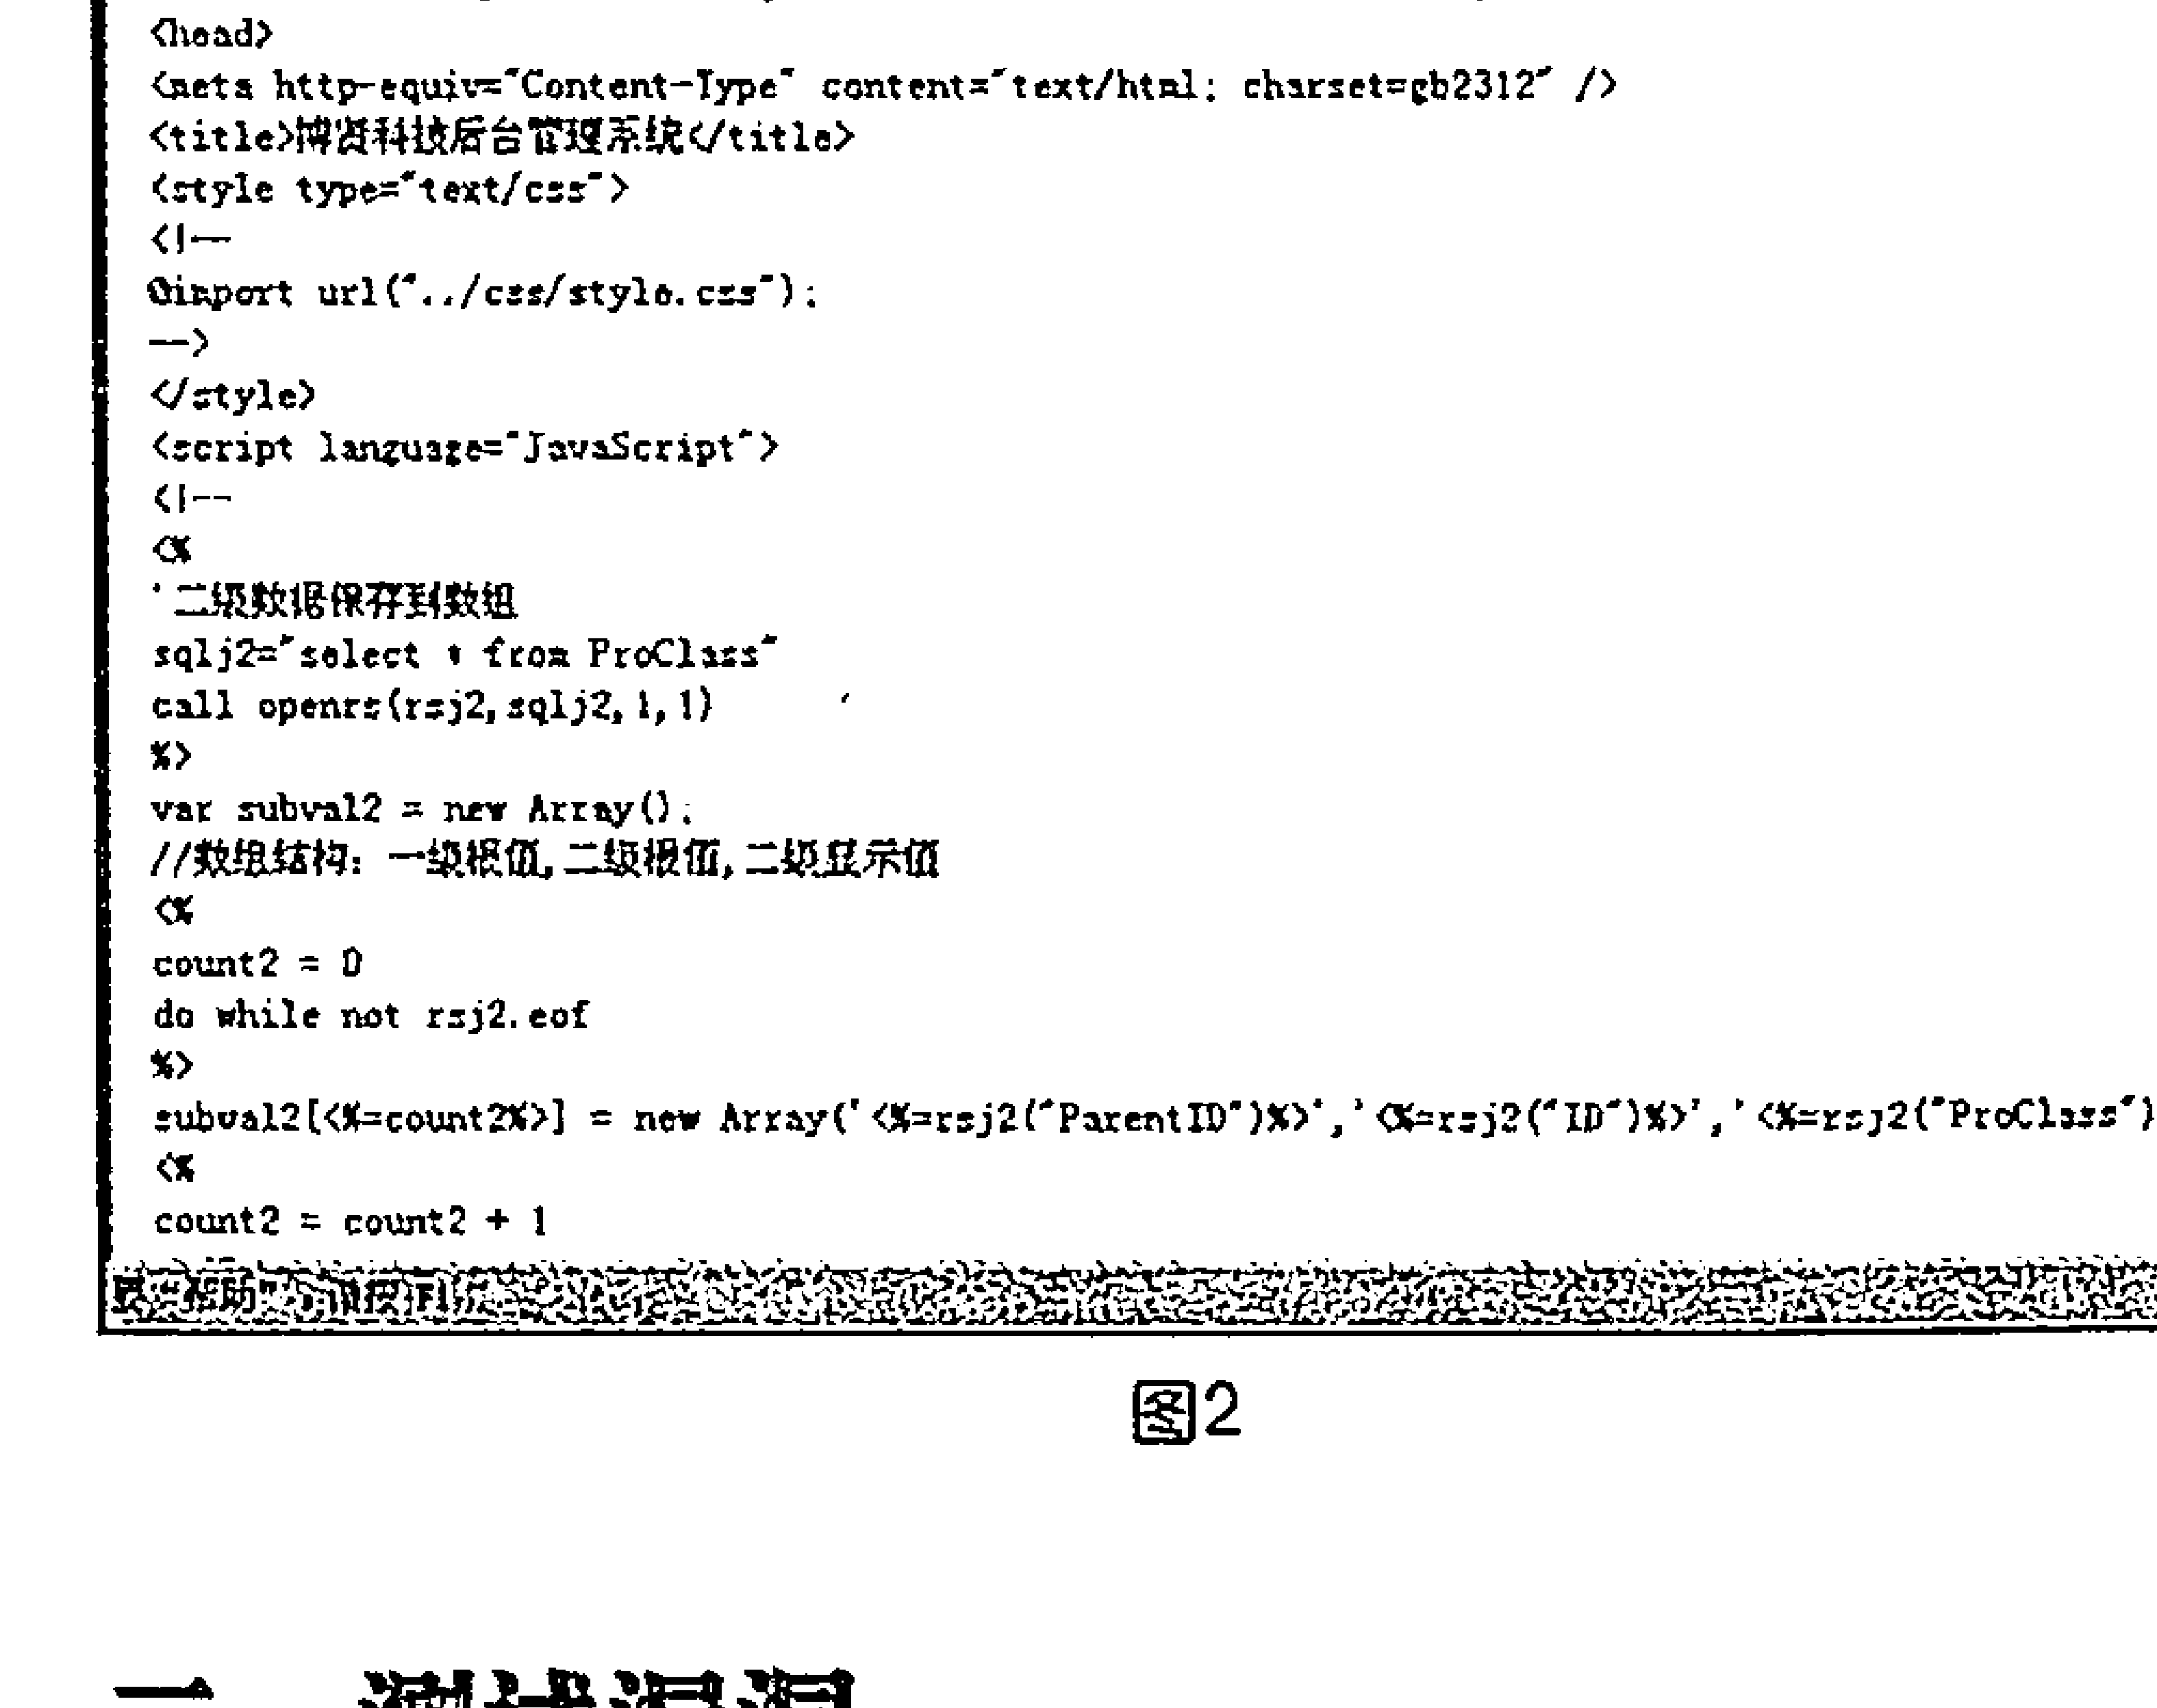 <head>
<meta http-equiv="Content-Type" content="text/html; charset=gb2312" />
<title>博贤科技后台管理系统</title>
<style type="text/css">
<!--
@import url("../css/style.css");
-->
</style>
<script language="JavaScript">
<!--
<%
'二级数据保存到数组
sqlj2="select * from ProClass"
call openrs(rsj2,sqlj2,1,1)
%>
var subval2 = new Array();
//数组结构：一级根值,二级根值,二级显示值
<%
count2 = 0
do while not rsj2.eof
%>
subval2[<%=count2%>] = new Array('<%=rsj2("ParentID")%>','<%=rsj2("ID")%>','<%=rsj2("ProClass")
<%
count2 = count2 + 1
图2